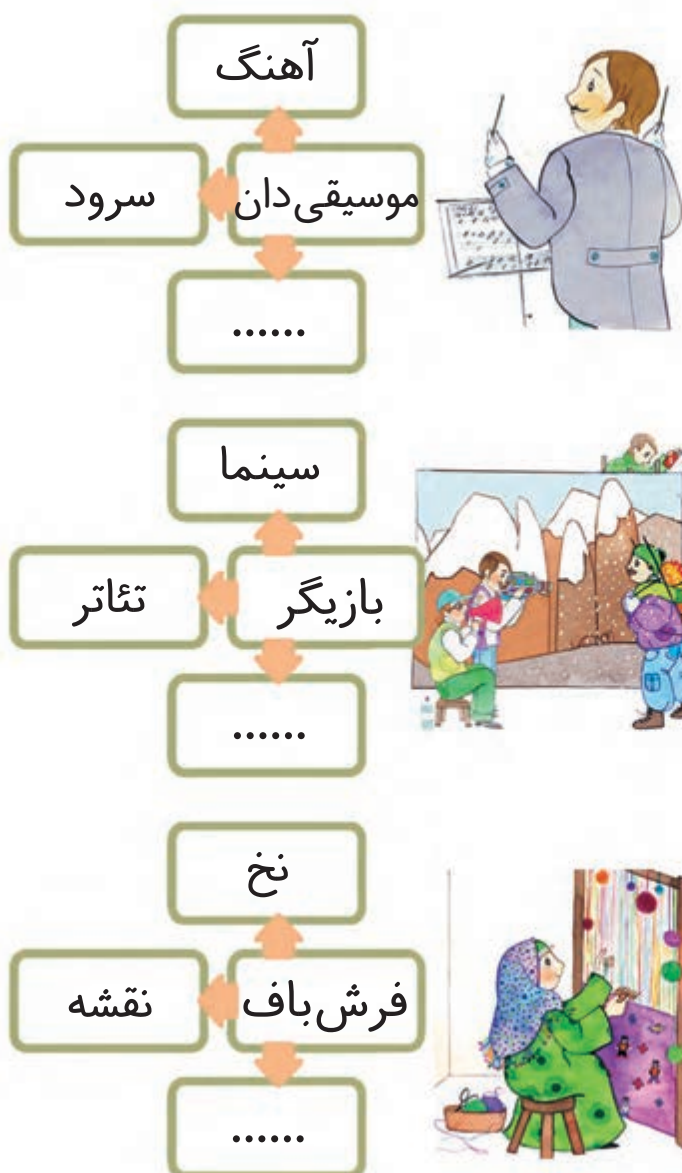 آهنگ
موسیقی‌دان
سرود
......
سینما
بازیگر
تئاتر
......
نخ
فرش‌باف
نقشه
......